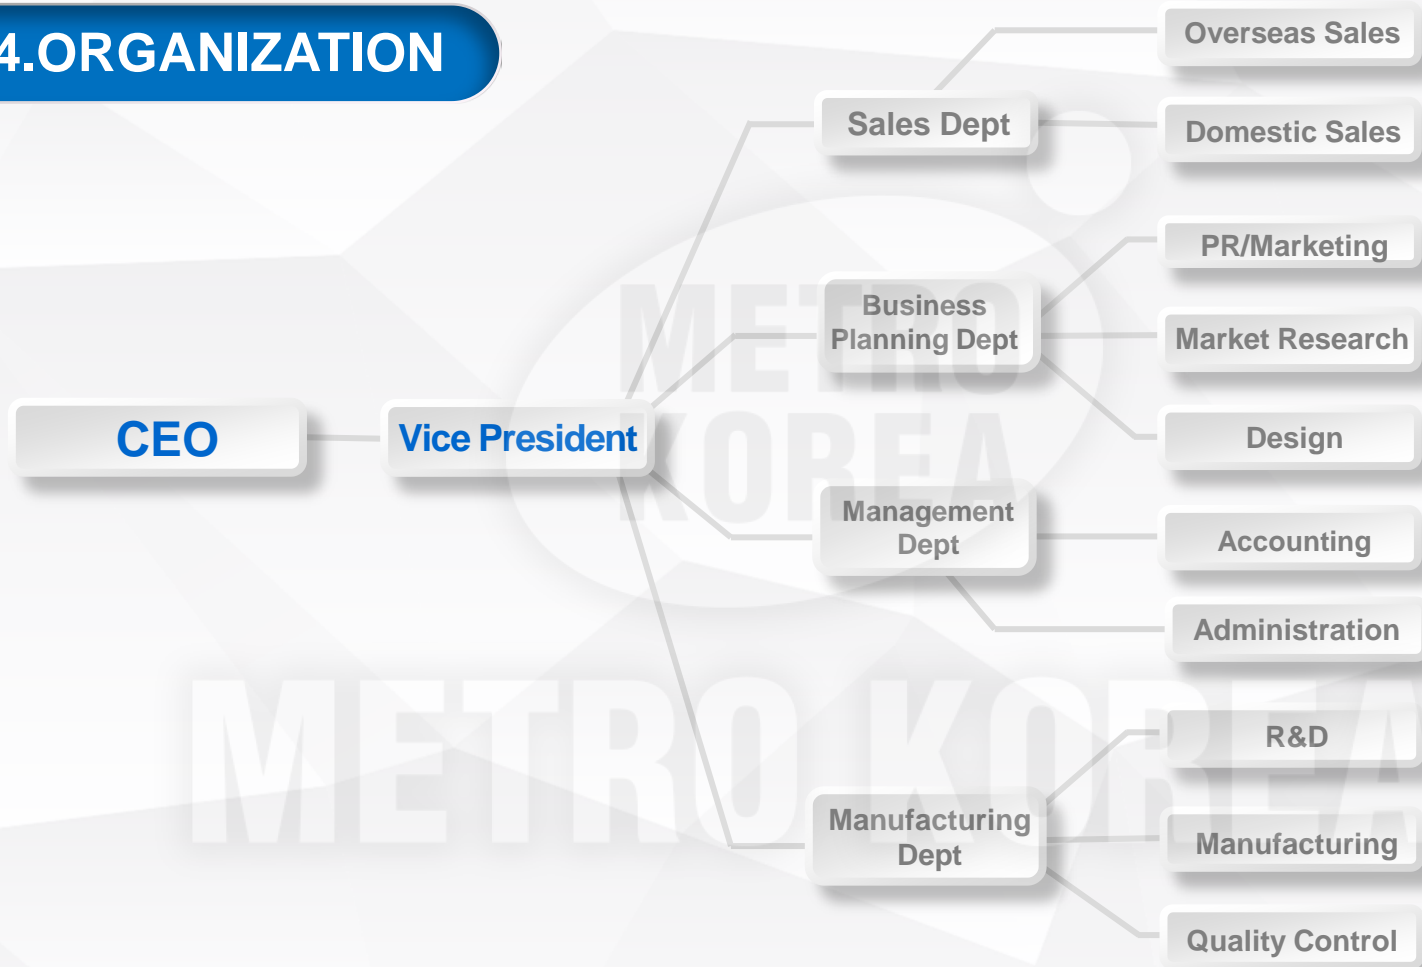 4.ORGANIZATION
Overseas Sales
Sales Dept
Domestic Sales
PR/Marketing
Business
Planning Dept
Market Research
Design
CEO
Vice President
Management
Dept
Accounting
Administration
R&D
Manufacturing
Dept
Manufacturing
Quality Control
METRO
KOREA
METRO KOREA